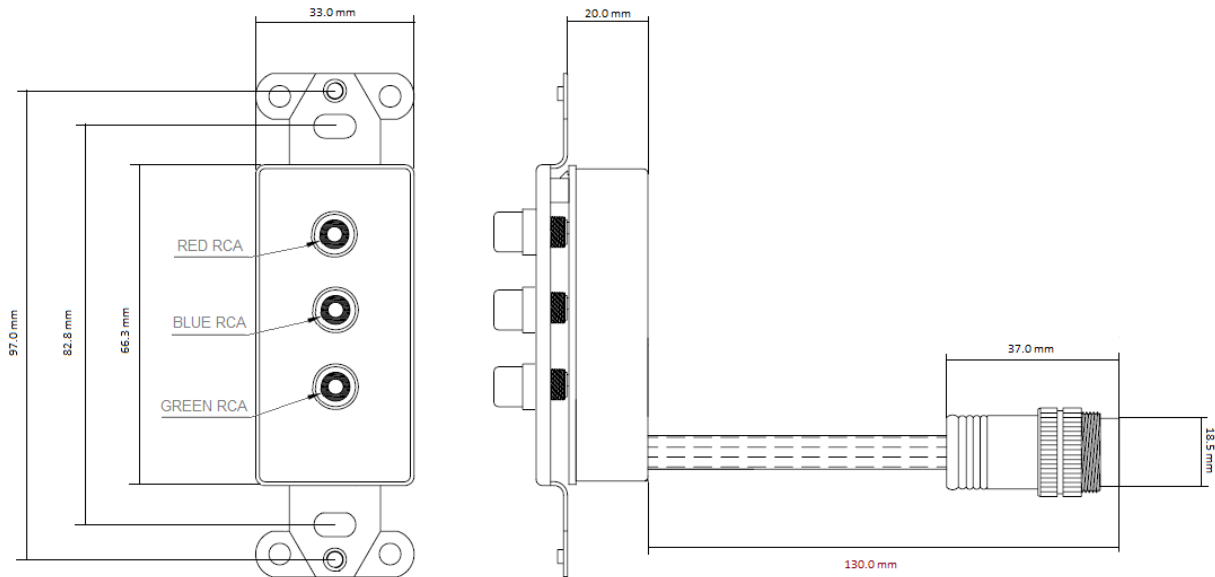 33.0 mm
20.0 mm
97.0 mm
82.8 mm
66.3 mm
RED RCA
BLUE RCA
GREEN RCA
37.0 mm
18.5 mm
130.0 mm